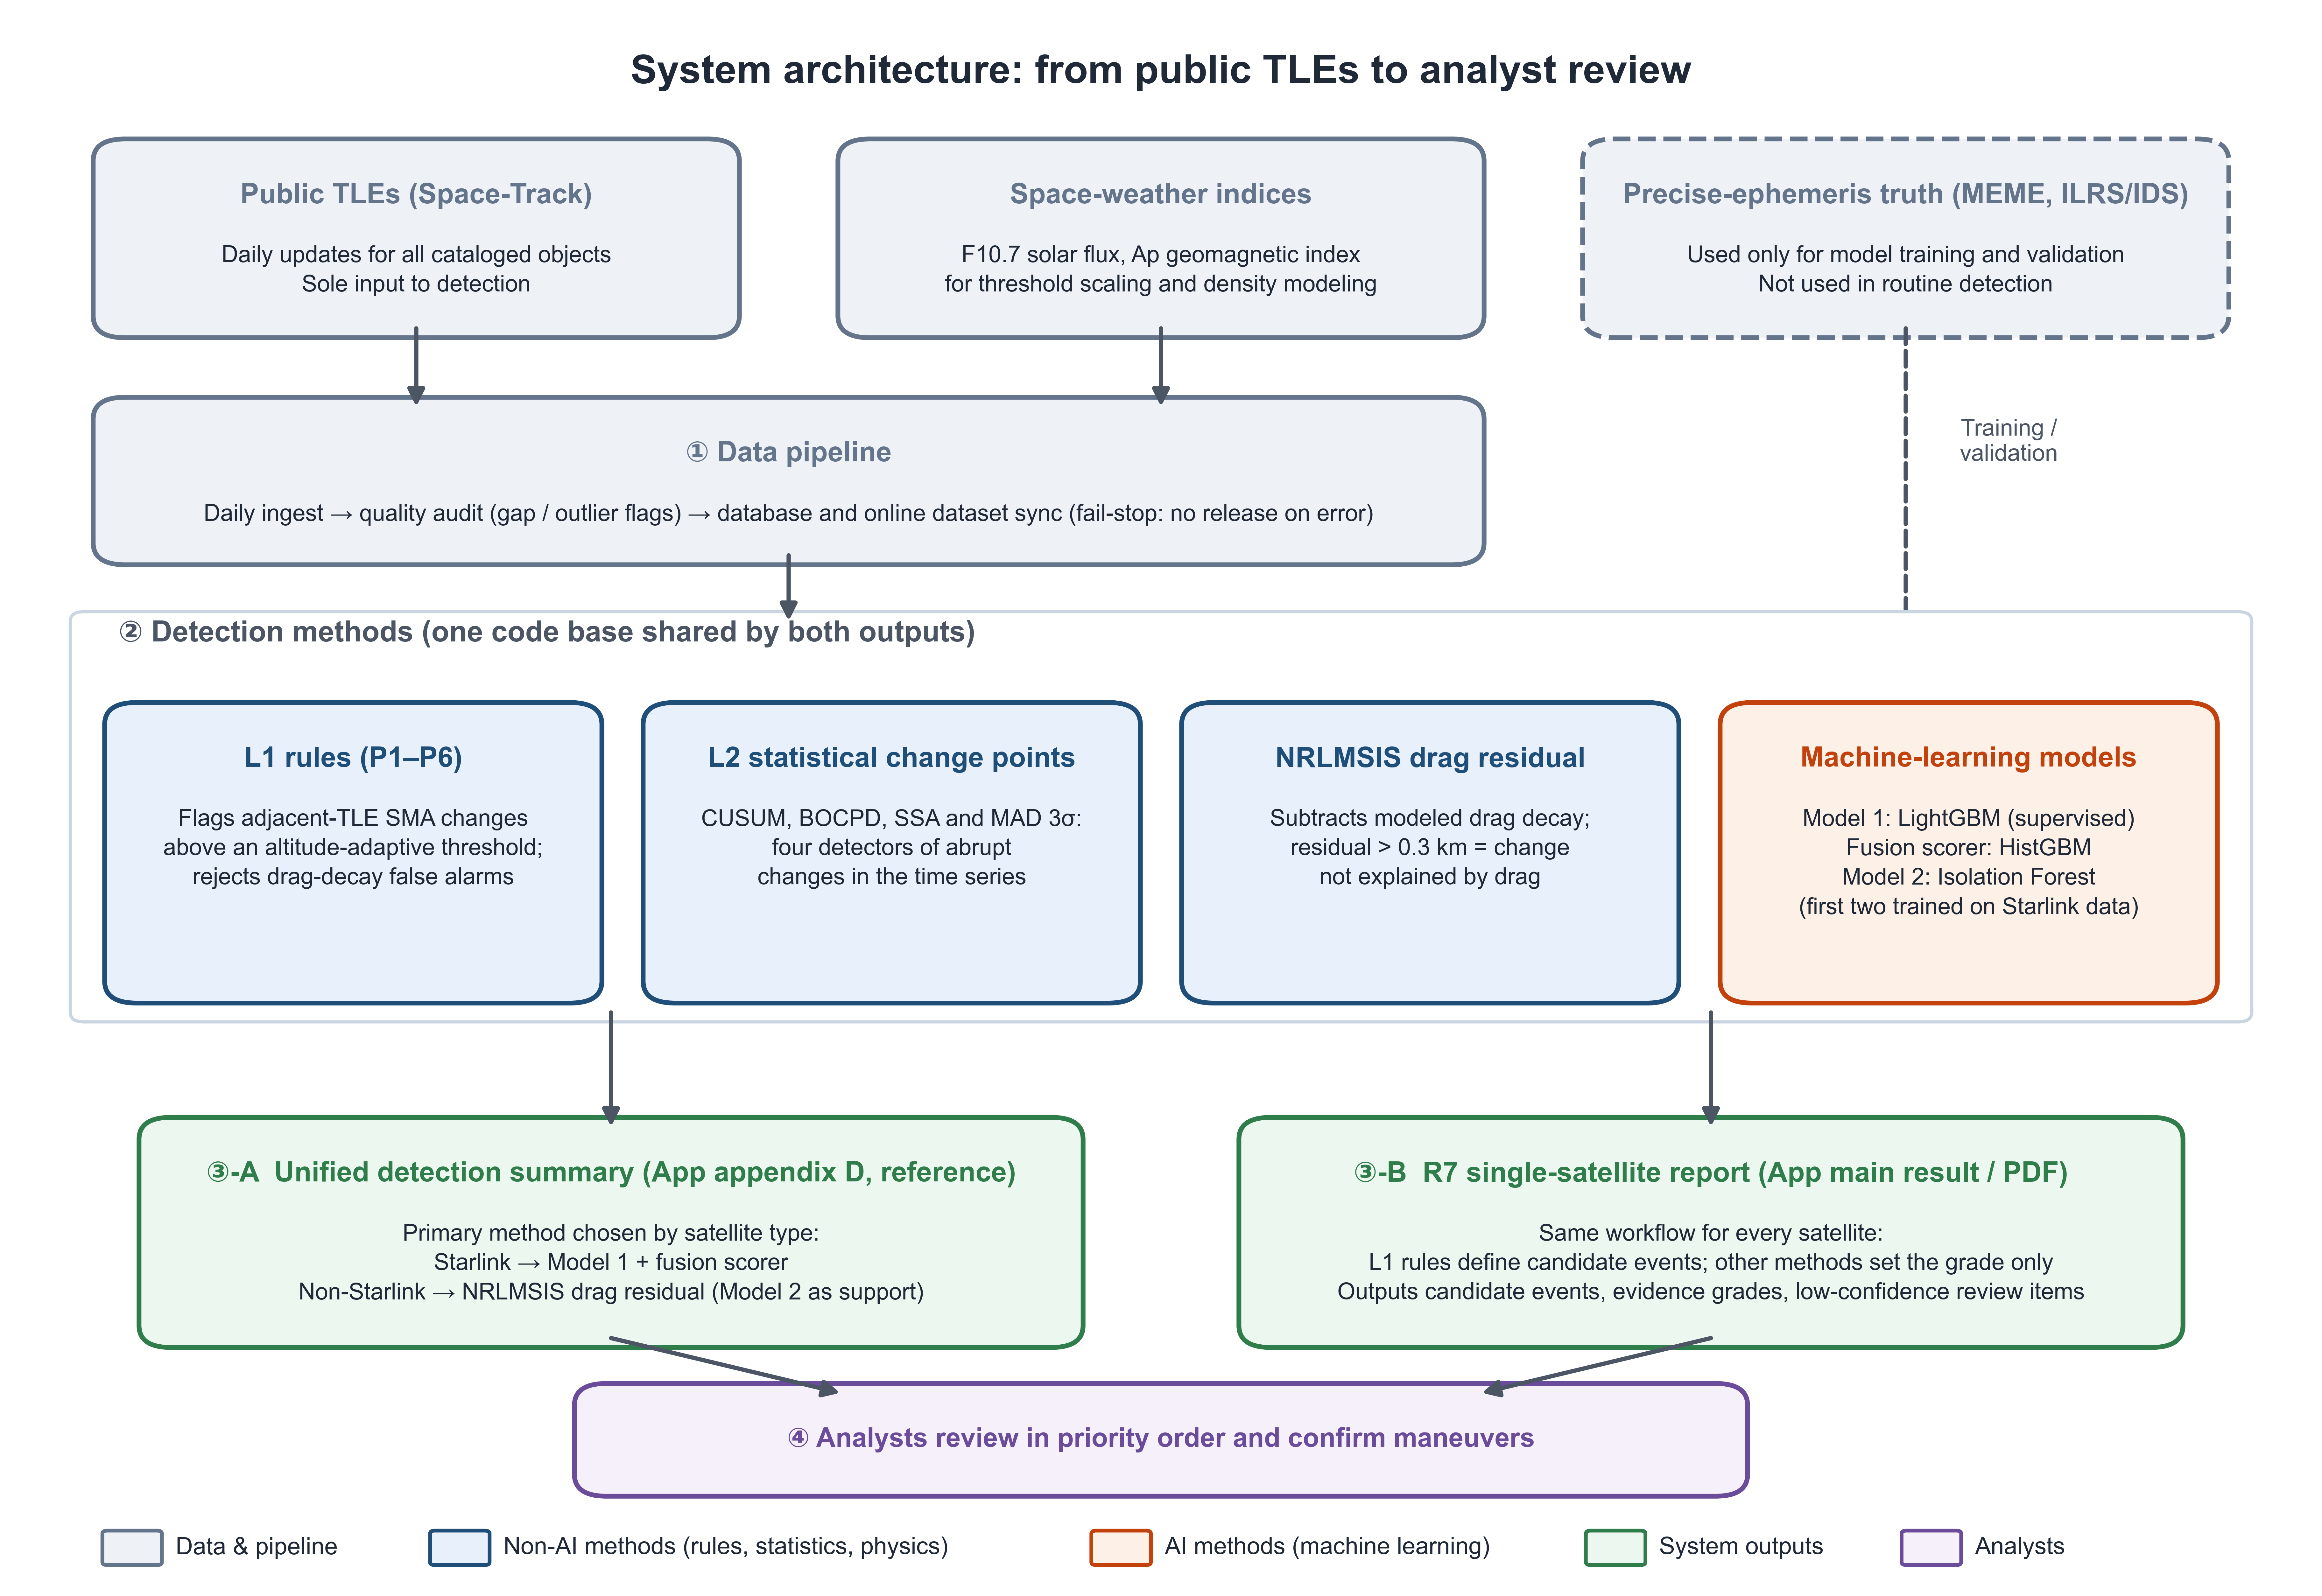 System architecture: from public TLEs to analyst review
Public TLEs (Space-Track)
Daily updates for all cataloged objects
Sole input to detection
Space-weather indices
F10.7 solar flux, Ap geomagnetic index
for threshold scaling and density modeling
Precise-ephemeris truth (MEME, ILRS/IDS)
Used only for model training and validation
Not used in routine detection
Training /
validation
① Data pipeline
Daily ingest → quality audit (gap / outlier flags) → database and online dataset sync (fail-stop: no release on error)
② Detection methods (one code base shared by both outputs)
L1 rules (P1–P6)
Flags adjacent-TLE SMA changes
above an altitude-adaptive threshold;
rejects drag-decay false alarms
L2 statistical change points
CUSUM, BOCPD, SSA and MAD 3σ:
four detectors of abrupt
changes in the time series
NRLMSIS drag residual
Subtracts modeled drag decay;
residual > 0.3 km = change
not explained by drag
Machine-learning models
Model 1: LightGBM (supervised)
Fusion scorer: HistGBM
Model 2: Isolation Forest
(first two trained on Starlink data)
③-A Unified detection summary (App appendix D, reference)
Primary method chosen by satellite type:
Starlink → Model 1 + fusion scorer
Non-Starlink → NRLMSIS drag residual (Model 2 as support)
③-B R7 single-satellite report (App main result / PDF)
Same workflow for every satellite:
L1 rules define candidate events; other methods set the grade only
Outputs candidate events, evidence grades, low-confidence review items
④ Analysts review in priority order and confirm maneuvers
Data & pipeline
Non-AI methods (rules, statistics, physics)
AI methods (machine learning)
System outputs
Analysts